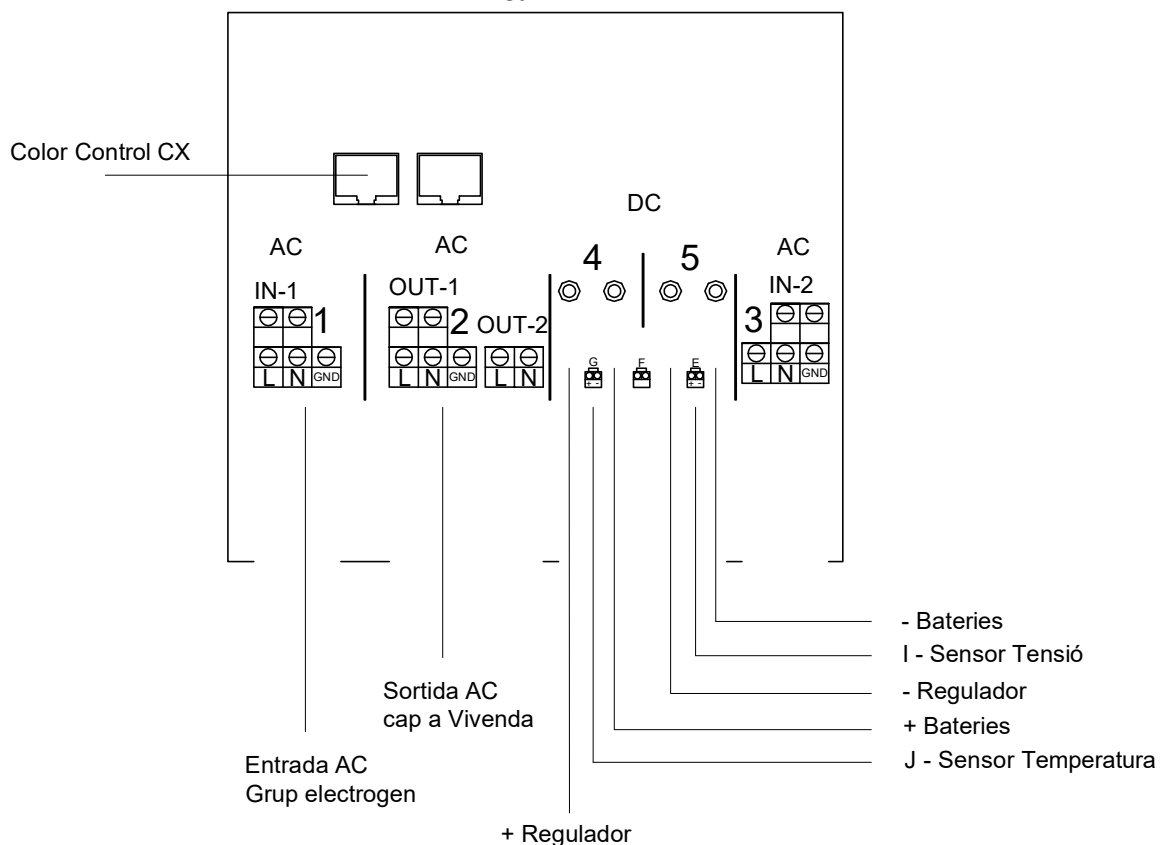 Color Control CX
DC
AC
AC
AC
4
5
IN-1
OUT-1
IN-2
1
2
OUT-2
3
G
F
E
L N GND
L N GND
L N
L N GND
+ -
+ -
- Bateries
I - Sensor Tensió
- Regulador
+ Bateries
J - Sensor Temperatura
Sortida AC
cap a Vivenda
Entrada AC
Grup electrogen
+ Regulador